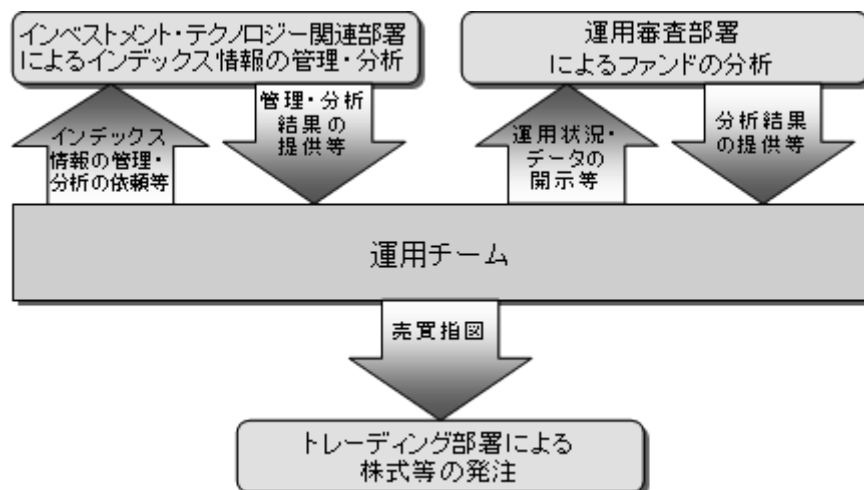 インベストメント・テクノロジー関連部署
によるインデックス情報の管理・分析
運用審査部署
によるファンドの分析
インデックス
情報の管理・
分析の依頼等
管理・分析
結果の
提供等
運用状況・
データの
開示等
分析結果
の提供等
運用チーム
売買指図
トレーディング部署による
株式等の発注